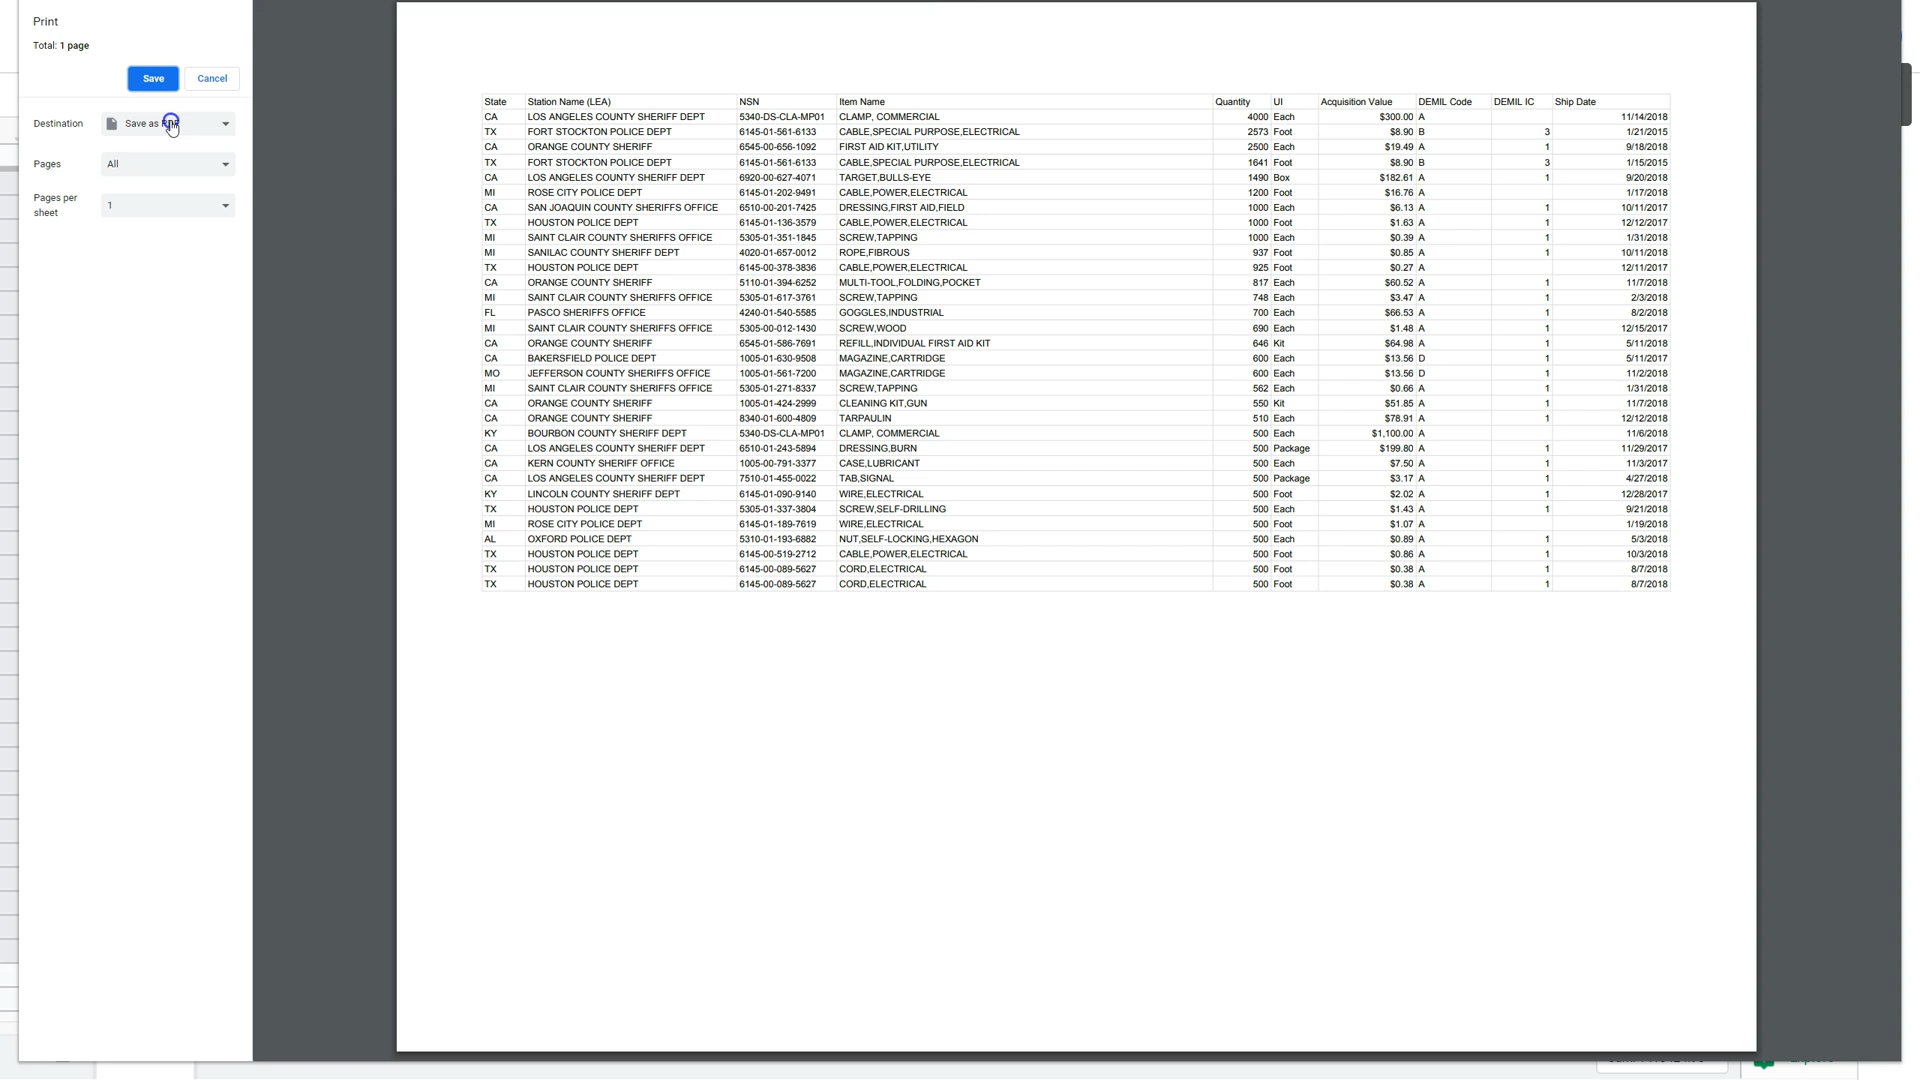 Print
Total: 1 page
Save Cancel
Destination Save as PDF
Pages All
Pages per sheet 1
State Station Name (LEA) NSN Item Name Quantity UI Acquisition Value DEMIL Code DEMIL IC Ship Date
CA LOS ANGELES COUNTY SHERIFF DEPT 5340-DS-CLA-MP01 CLAMP, COMMERCIAL 4000 Each $300.00 A 11/14/2018
TX FORT STOCKTON POLICE DEPT 6145-01-561-6133 CABLE,SPECIAL PURPOSE,ELECTRICAL 2573 Foot $8.90 B 3 1/21/2015
CA ORANGE COUNTY SHERIFF 6545-00-656-1092 FIRST AID KIT,UTILITY 2500 Each $19.49 A 1 9/18/2018
TX FORT STOCKTON POLICE DEPT 6145-01-561-6133 CABLE,SPECIAL PURPOSE,ELECTRICAL 1641 Foot $8.90 B 3 1/15/2015
CA LOS ANGELES COUNTY SHERIFF DEPT 6920-00-627-4071 TARGET,BULLS-EYE 1490 Box $182.61 A 1 9/20/2018
MI ROSE CITY POLICE DEPT 6145-01-202-9491 CABLE,POWER,ELECTRICAL 1200 Foot $16.76 A 1/17/2018
CA SAN JOAQUIN COUNTY SHERIFFS OFFICE 6510-00-201-7425 DRESSING,FIRST AID,FIELD 1000 Each $6.13 A 1 10/11/2017
TX HOUSTON POLICE DEPT 6145-01-136-3579 CABLE,POWER,ELECTRICAL 1000 Foot $1.63 A 1 12/12/2017
MI SAINT CLAIR COUNTY SHERIFFS OFFICE 5305-01-351-1845 SCREW,TAPPING 1000 Each $0.39 A 1 1/31/2018
MI SANILAC COUNTY SHERIFF DEPT 4020-01-657-0012 ROPE,FIBROUS 937 Foot $0.85 A 1 10/11/2018
TX HOUSTON POLICE DEPT 6145-00-378-3836 CABLE,POWER,ELECTRICAL 925 Foot $0.27 A 12/11/2017
CA ORANGE COUNTY SHERIFF 5110-01-394-6252 MULTI-TOOL,FOLDING,POCKET 817 Each $60.52 A 1 11/7/2018
MI SAINT CLAIR COUNTY SHERIFFS OFFICE 5305-01-617-3761 SCREW,TAPPING 748 Each $3.47 A 1 2/3/2018
FL PASCO SHERIFFS OFFICE 4240-01-540-5585 GOGGLES,INDUSTRIAL 700 Each $66.53 A 1 8/2/2018
MI SAINT CLAIR COUNTY SHERIFFS OFFICE 5305-00-012-1430 SCREW,WOOD 690 Each $1.48 A 1 12/15/2017
CA ORANGE COUNTY SHERIFF 6545-01-586-7691 REFILL,INDIVIDUAL FIRST AID KIT 646 Kit $64.98 A 1 5/11/2018
CA BAKERSFIELD POLICE DEPT 1005-01-630-9508 MAGAZINE,CARTRIDGE 600 Each $13.56 D 1 5/11/2017
MO JEFFERSON COUNTY SHERIFFS OFFICE 1005-01-561-7200 MAGAZINE,CARTRIDGE 600 Each $13.56 D 1 11/2/2018
MI SAINT CLAIR COUNTY SHERIFFS OFFICE 5305-01-271-8337 SCREW,TAPPING 562 Each $0.66 A 1 1/31/2018
CA ORANGE COUNTY SHERIFF 1005-01-424-2999 CLEANING KIT,GUN 550 Kit $51.85 A 1 11/7/2018
CA ORANGE COUNTY SHERIFF 8340-01-600-4809 TARPAULIN 510 Each $78.91 A 1 12/12/2018
KY BOURBON COUNTY SHERIFF DEPT 5340-DS-CLA-MP01 CLAMP, COMMERCIAL 500 Each $1,100.00 A 11/6/2018
CA LOS ANGELES COUNTY SHERIFF DEPT 6510-01-243-5894 DRESSING,BURN 500 Package $199.80 A 1 11/29/2017
CA KERN COUNTY SHERIFF OFFICE 1005-00-791-3377 CASE,LUBRICANT 500 Each $7.50 A 1 11/3/2017
CA LOS ANGELES COUNTY SHERIFF DEPT 7510-01-455-0022 TAB,SIGNAL 500 Package $3.17 A 1 4/27/2018
KY LINCOLN COUNTY SHERIFF DEPT 6145-01-090-9140 WIRE,ELECTRICAL 500 Foot $2.02 A 1 12/28/2017
TX HOUSTON POLICE DEPT 5305-01-337-3804 SCREW,SELF-DRILLING 500 Each $1.43 A 1 9/21/2018
MI ROSE CITY POLICE DEPT 6145-01-189-7619 WIRE,ELECTRICAL 500 Foot $1.07 A 1/19/2018
AL OXFORD POLICE DEPT 5310-01-193-6882 NUT,SELF-LOCKING,HEXAGON 500 Each $0.89 A 1 5/3/2018
TX HOUSTON POLICE DEPT 6145-00-519-2712 CABLE,POWER,ELECTRICAL 500 Foot $0.86 A 1 10/3/2018
TX HOUSTON POLICE DEPT 6145-00-089-5627 CORD,ELECTRICAL 500 Foot $0.38 A 1 8/7/2018
TX HOUSTON POLICE DEPT 6145-00-089-5627 CORD,ELECTRICAL 500 Foot $0.38 A 1 8/7/2018